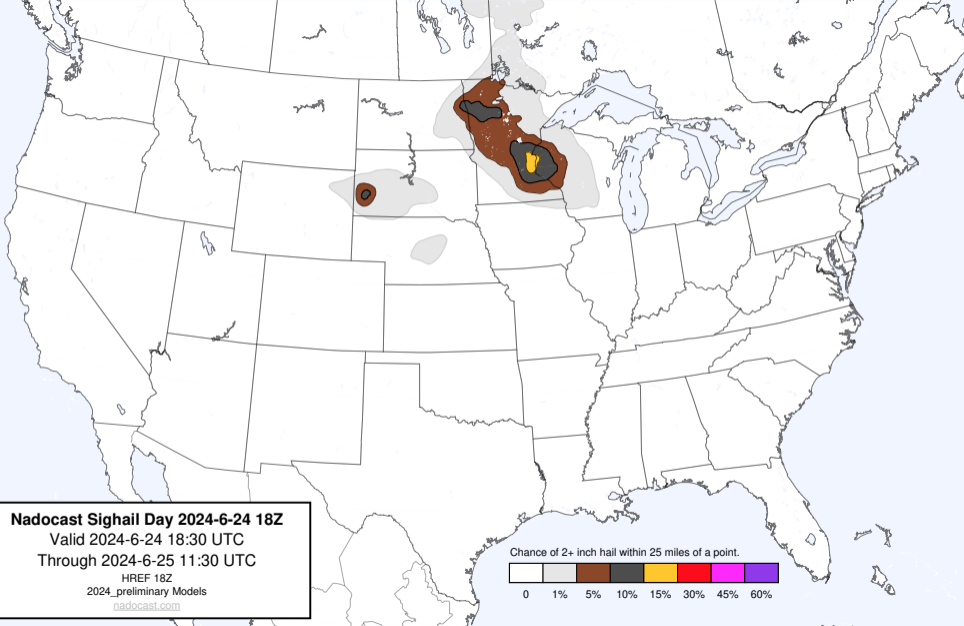 Nadocast Sighail Day 2024-6-24 18Z
Valid 2024-6-24 18:30 UTC
Through 2024-6-25 11:30 UTC
HREF 18Z
2024_preliminary Models
nadocast.com
Chance of 2+ inch hail within 25 miles of a point.
0 1% 5% 10% 15% 30% 45% 60%